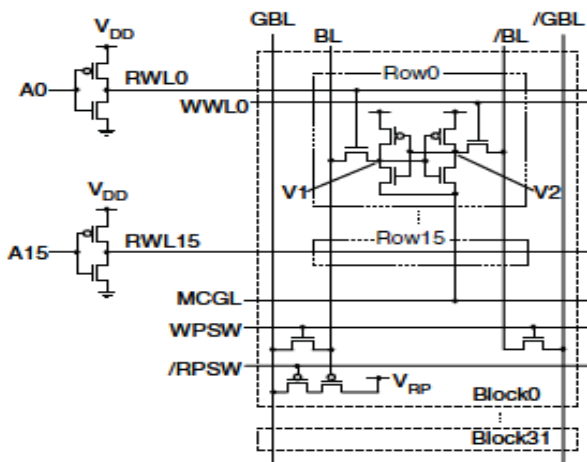 GBL /GBL
VDD BL /BL
A0 RWL0 Row0
WWL0
V1 V2
VDD
A15 RWL15 Row15
MCGL
WPSW
/RPSW VRP
Block0
Block31